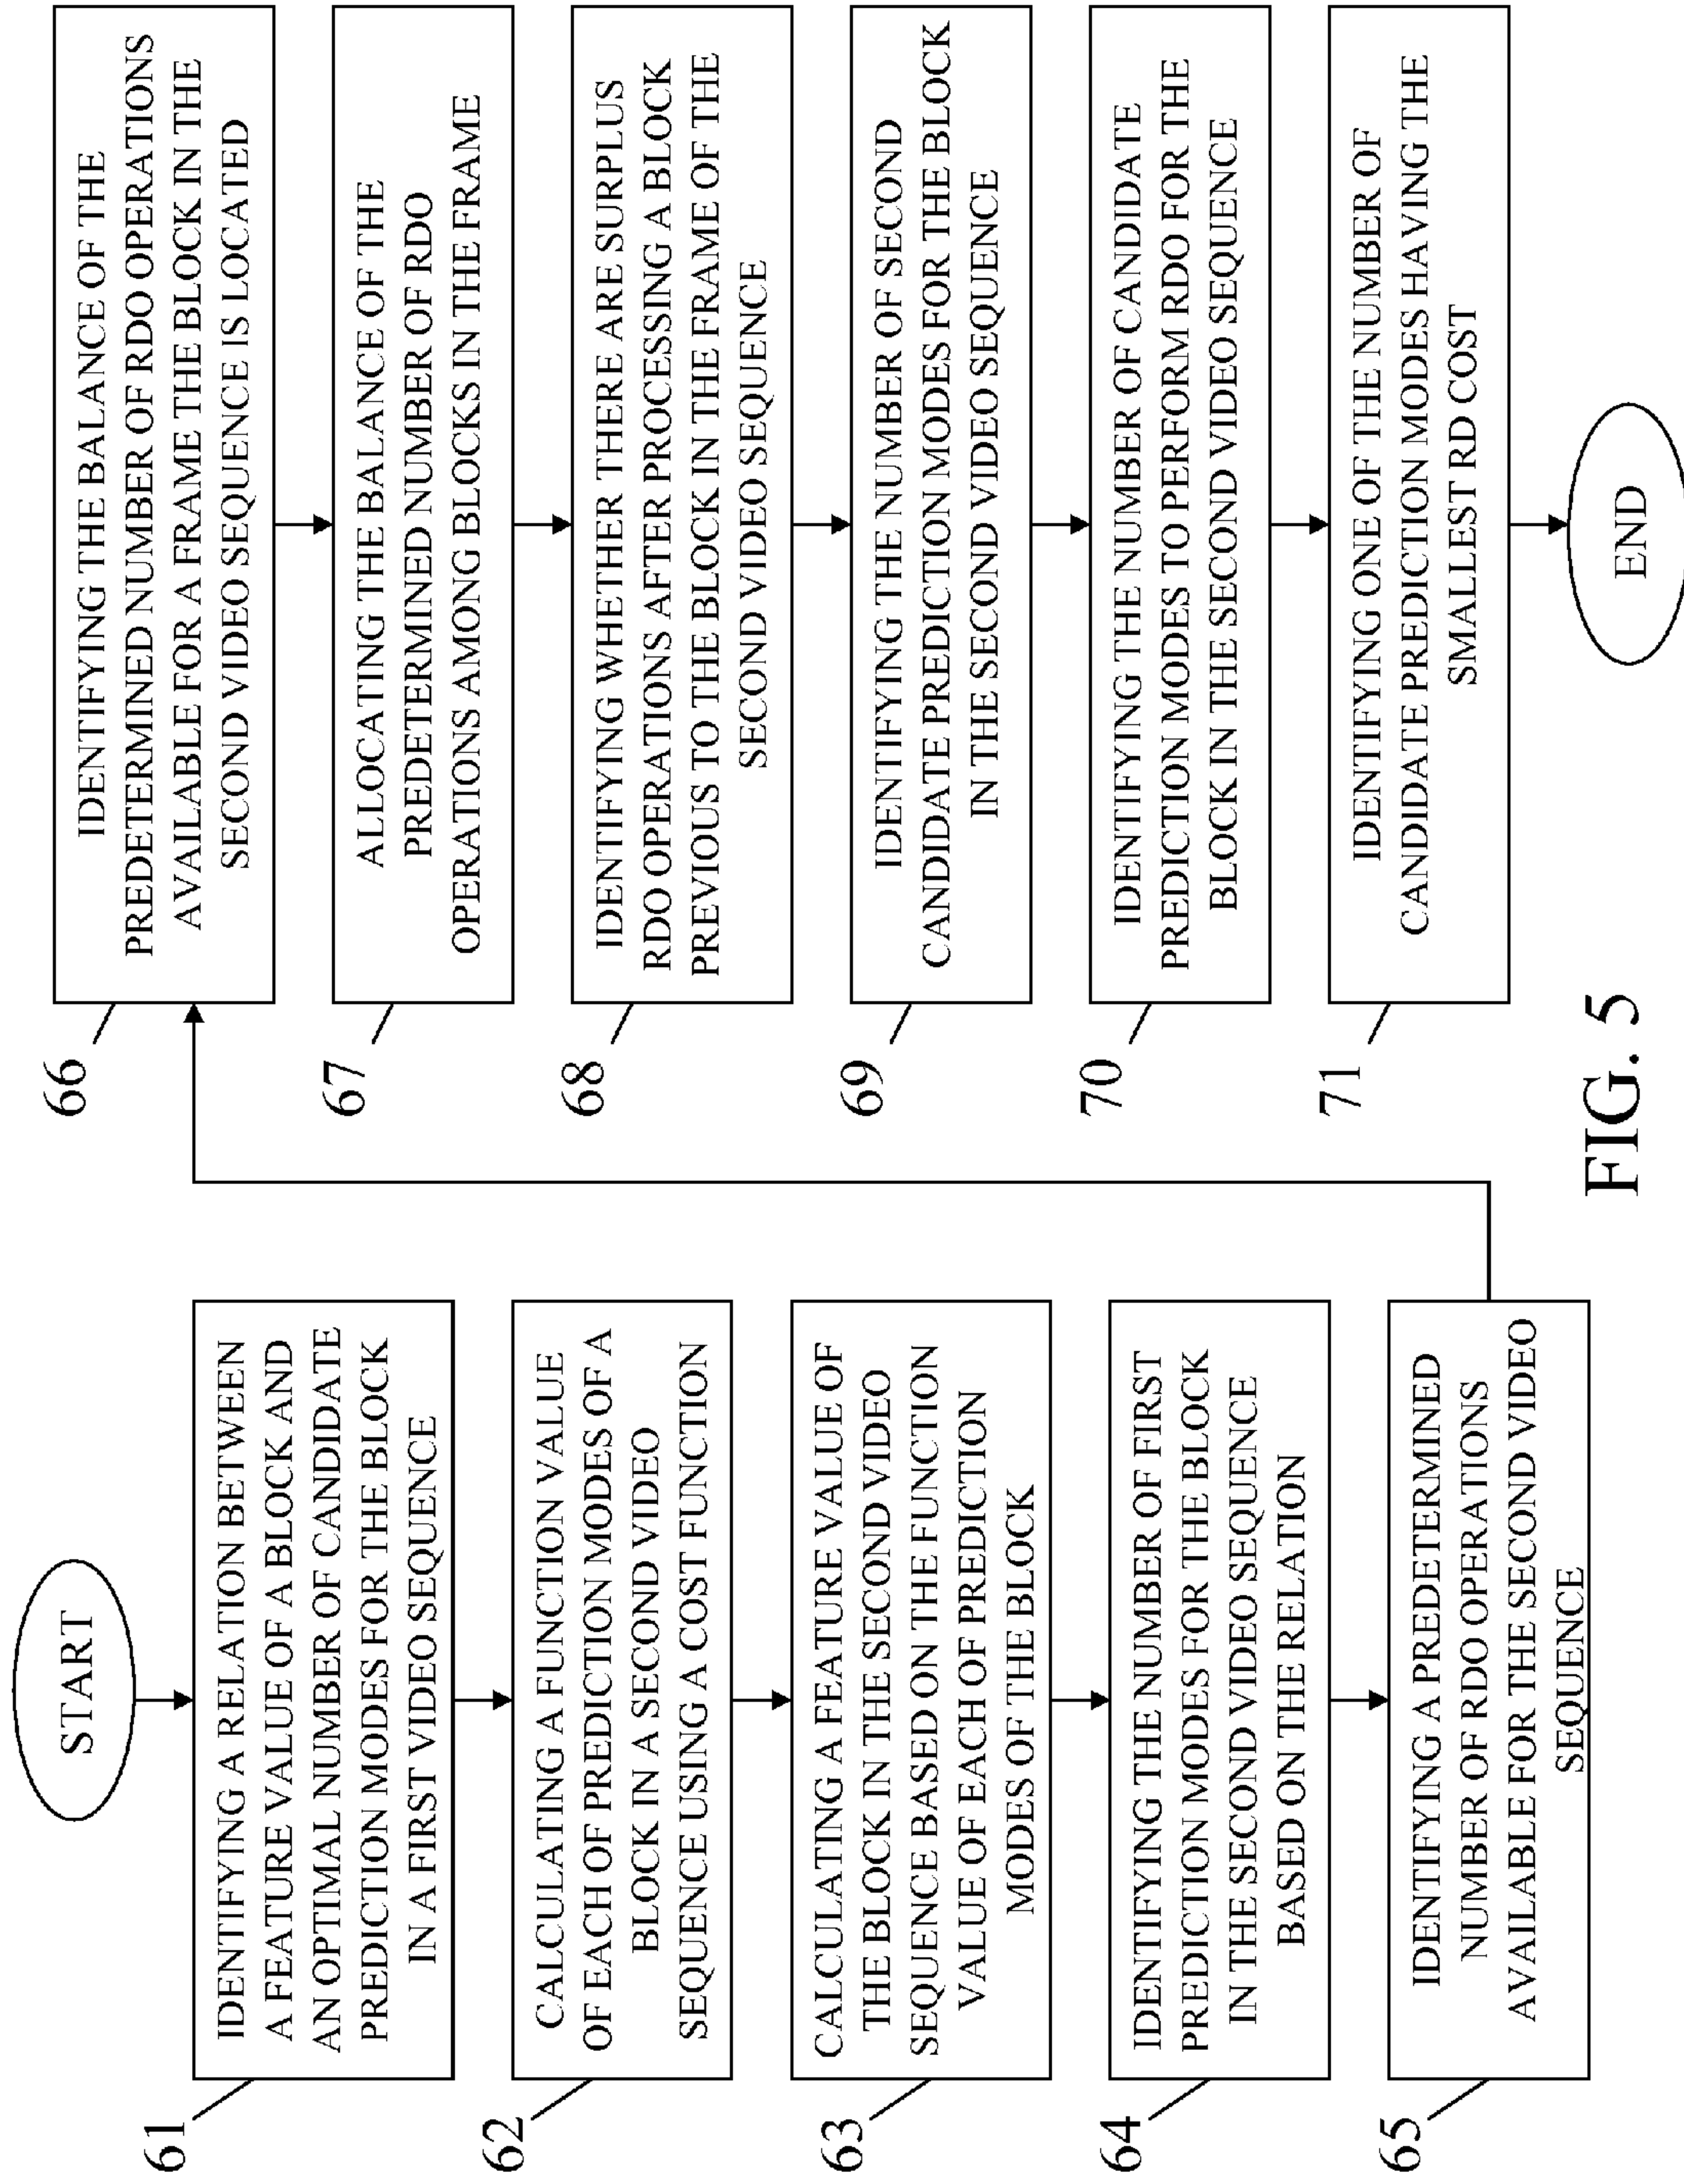 START
61
IDENTIFYING A RELATION BETWEEN
A FEATURE VALUE OF A BLOCK AND
AN OPTIMAL NUMBER OF CANDIDATE
PREDICTION MODES FOR THE BLOCK
IN A FIRST VIDEO SEQUENCE
62
CALCULATING A FUNCTION VALUE
OF EACH OF PREDICTION MODES OF A
BLOCK IN A SECOND VIDEO
SEQUENCE USING A COST FUNCTION
63
CALCULATING A FEATURE VALUE OF
THE BLOCK IN THE SECOND VIDEO
SEQUENCE BASED ON THE FUNCTION
VALUE OF EACH OF PREDICTION
MODES OF THE BLOCK
64
IDENTIFYING THE NUMBER OF FIRST
PREDICTION MODES FOR THE BLOCK
IN THE SECOND VIDEO SEQUENCE
BASED ON THE RELATION
65
IDENTIFYING A PREDETERMINED
NUMBER OF RDO OPERATIONS
AVAILABLE FOR THE SECOND VIDEO
SEQUENCE
66
IDENTIFYING THE BALANCE OF THE
PREDETERMINED NUMBER OF RDO OPERATIONS
AVAILABLE FOR A FRAME THE BLOCK IN THE
SECOND VIDEO SEQUENCE IS LOCATED
67
ALLOCATING THE BALANCE OF THE
PREDETERMINED NUMBER OF RDO
OPERATIONS AMONG BLOCKS IN THE FRAME
68
IDENTIFYING WHETHER THERE ARE SURPLUS
RDO OPERATIONS AFTER PROCESSING A BLOCK
PREVIOUS TO THE BLOCK IN THE FRAME OF THE
SECOND VIDEO SEQUENCE
69
IDENTIFYING THE NUMBER OF SECOND
CANDIDATE PREDICTION MODES FOR THE BLOCK
IN THE SECOND VIDEO SEQUENCE
70
IDENTIFYING THE NUMBER OF CANDIDATE
PREDICTION MODES TO PERFORM RDO FOR THE
BLOCK IN THE SECOND VIDEO SEQUENCE
71
IDENTIFYING ONE OF THE NUMBER OF
CANDIDATE PREDICTION MODES HAVING THE
SMALLEST RD COST
END
FIG. 5